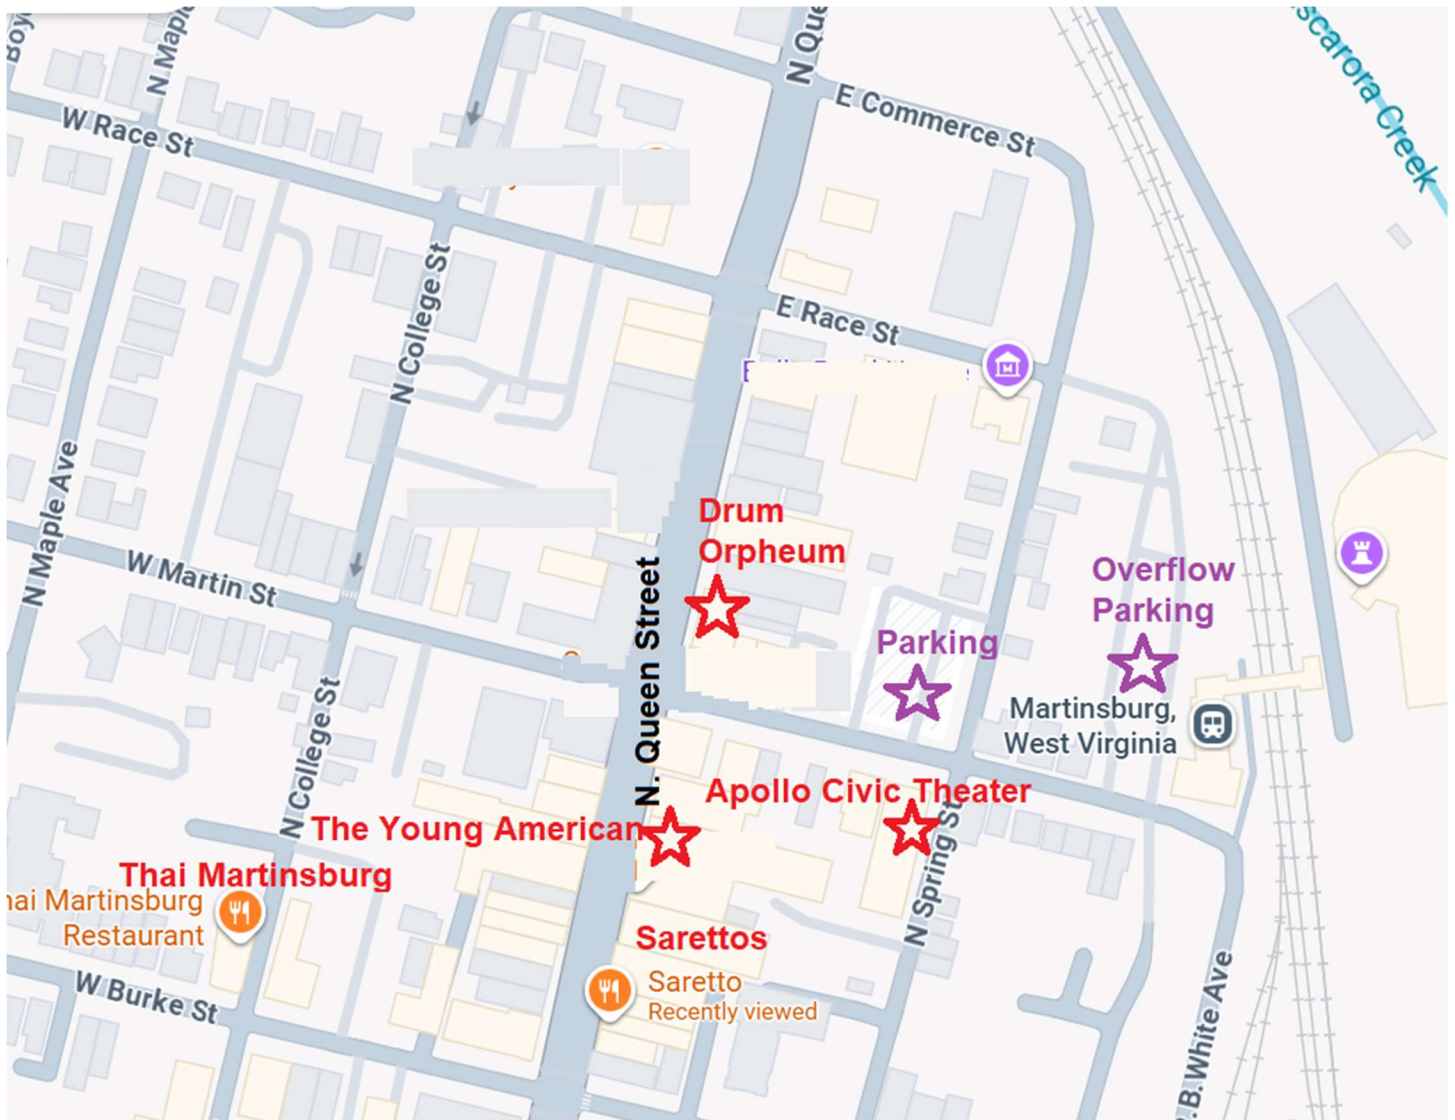 N Maple
N Que
scarora Creek
E Commerce St
W Race St
N College St
E Race St
N Maple Ave
Drum
Orpheum
W Martin St
N. Queen Street
Overflow
Parking
Parking
Martinsburg,
West Virginia
N College St
Apollo Civic Theater
The Young American
N Spring St
Thai Martinsburg
hai Martinsburg
Restaurant
Sarettos
Saretto
Recently viewed
W Burke St
.B. White Ave